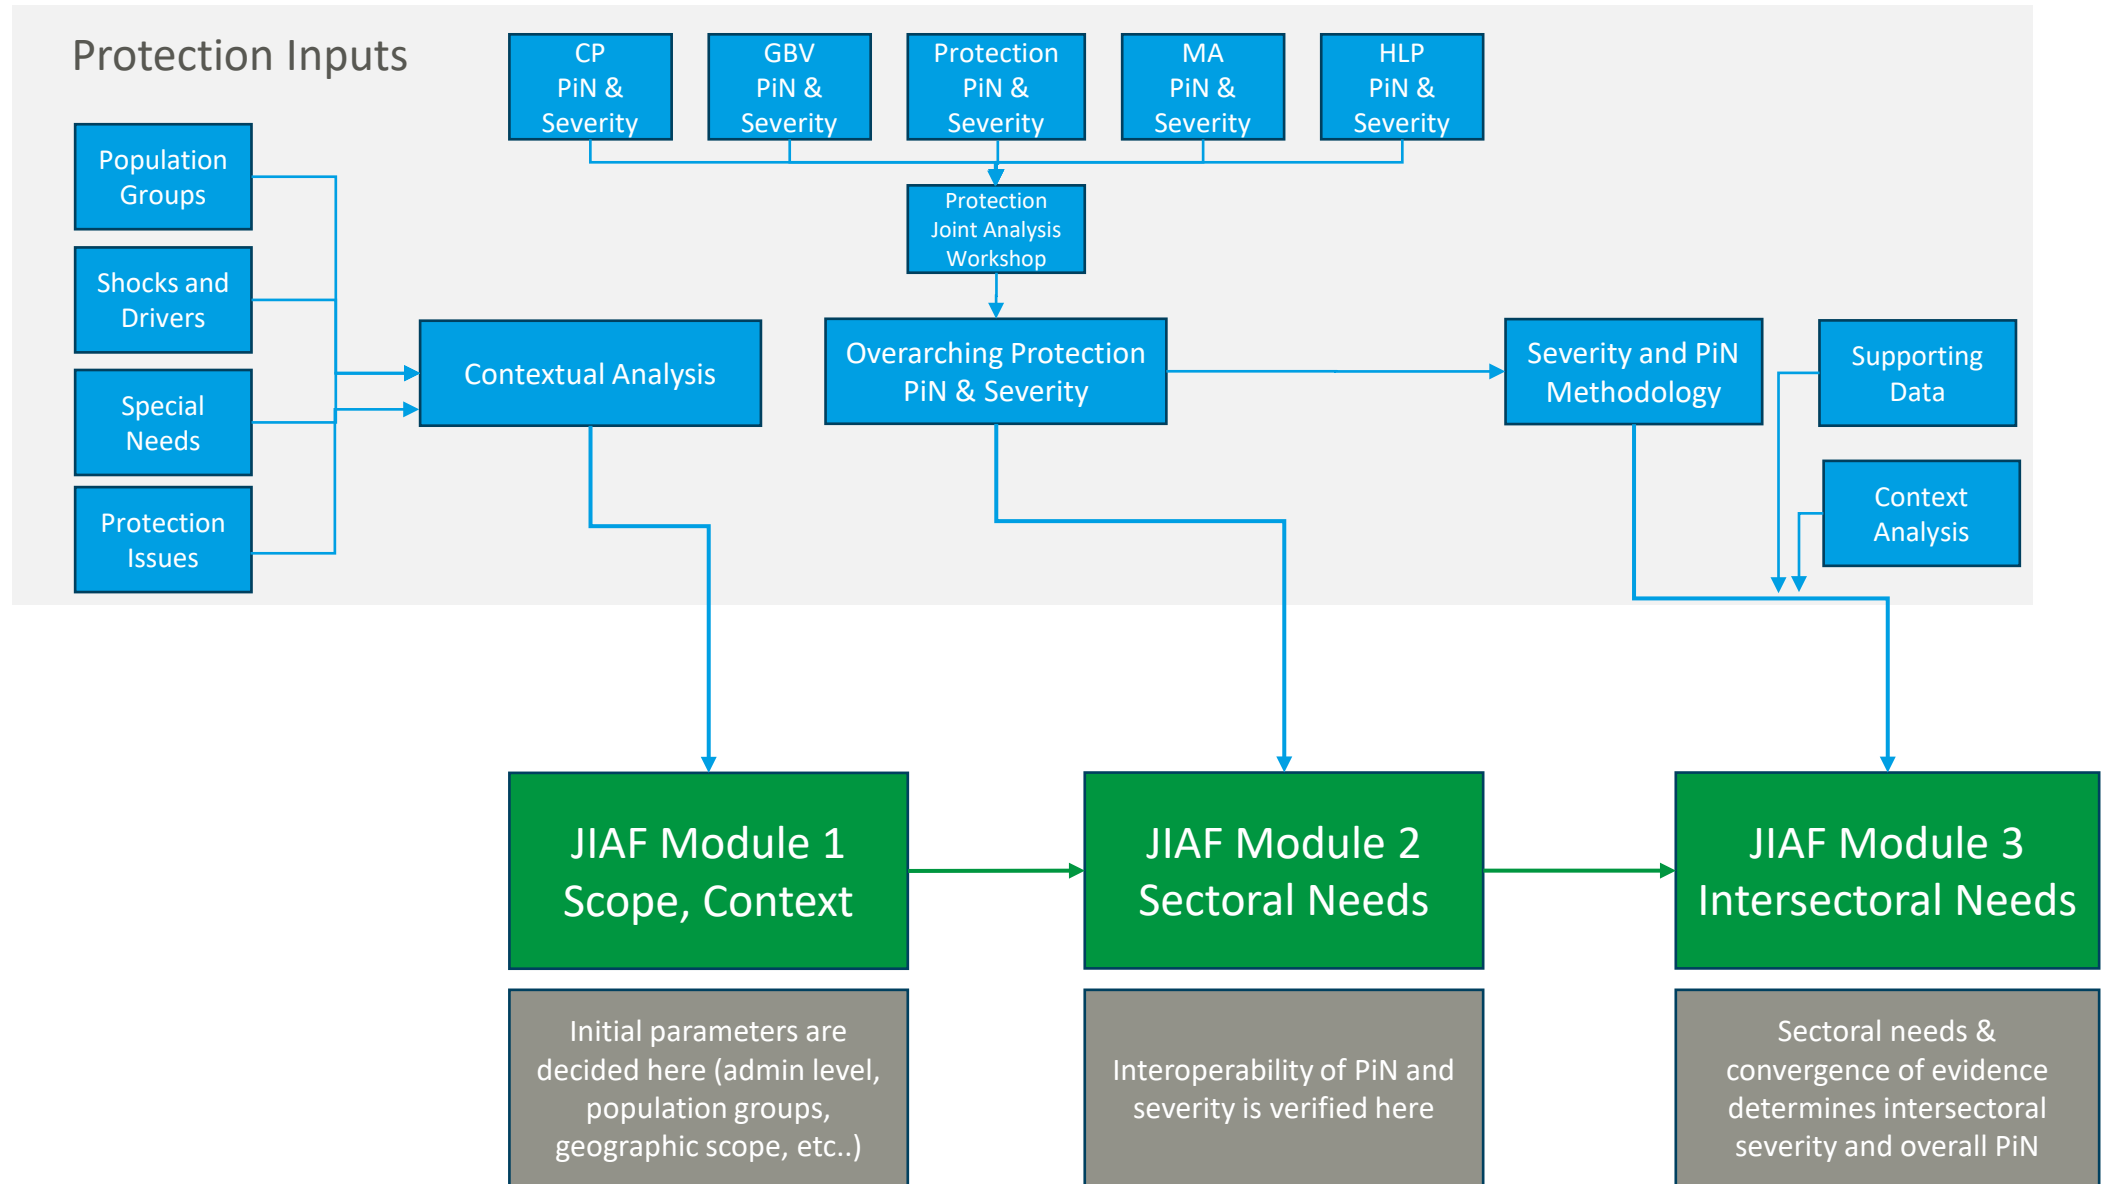 Protection Inputs
CP
PiN &
Severity
GBV
PiN &
Severity
Protection
PiN &
Severity
MA
PiN &
Severity
HLP
PiN &
Severity
Population
Groups
Shocks and
Drivers
Special
Needs
Protection
Issues
Protection
Joint Analysis
Workshop
Contextual Analysis
Overarching Protection
PiN & Severity
Severity and PiN
Methodology
Supporting
Data
Context
Analysis
JIAF Module 1
Scope, Context
JIAF Module 2
Sectoral Needs
JIAF Module 3
Intersectoral Needs
Initial parameters are
decided here (admin level,
population groups,
geographic scope, etc..)
Interoperability of PiN and
severity is verified here
Sectoral needs &
convergence of evidence
determines intersectoral
severity and overall PiN